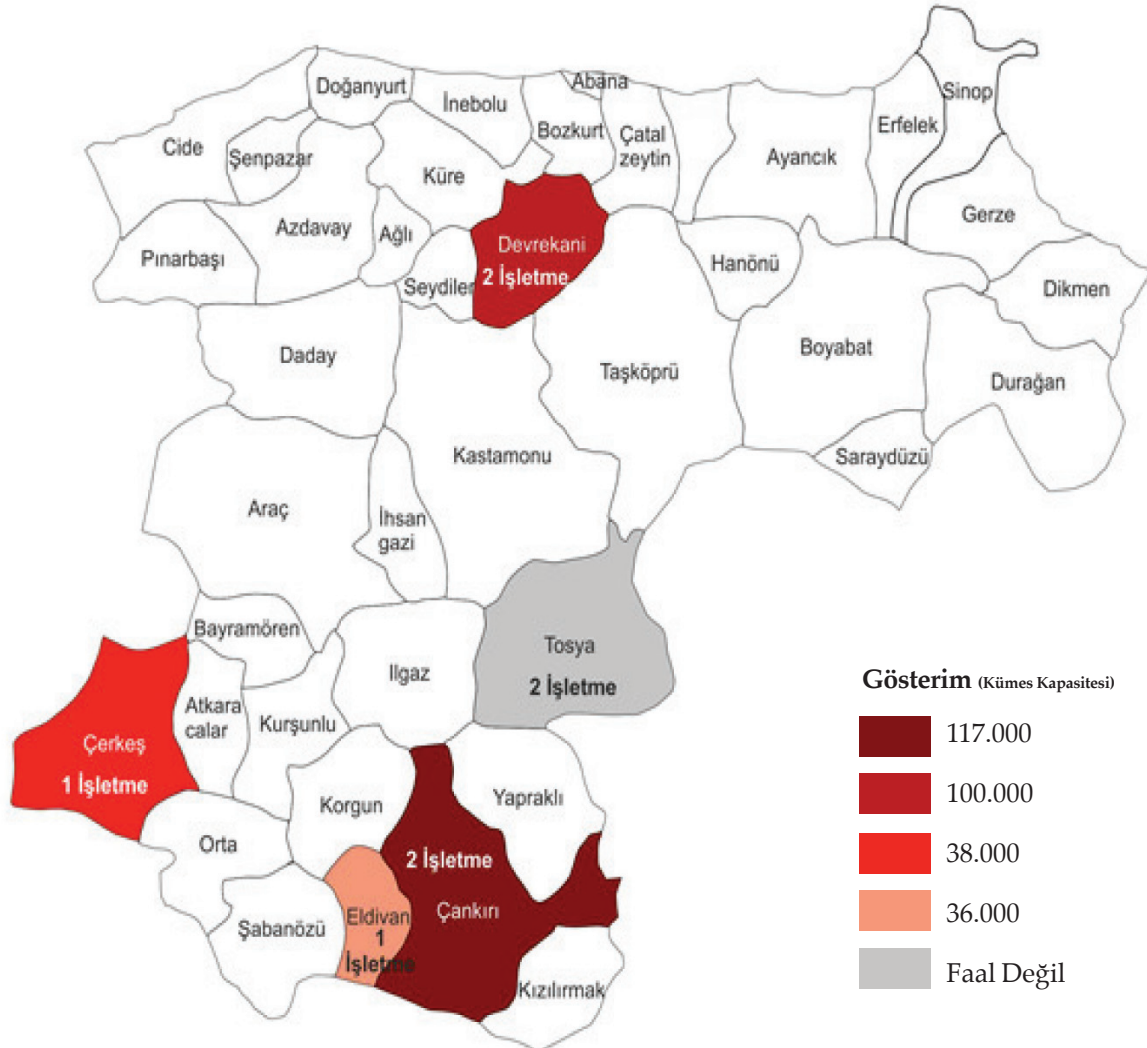 Abana
Doğanyurt
İnebolu
Sinop
Bozkurt
Çatal
zeytin
Erfelek
Cide
Şenpazar
Küre
Ayancık
Gerze
Azdavay
Ağlı
Devrekani
2 İşletme
Pınarbaşı
Seydiler
Hanönü
Dikmen
Daday
Taşköprü
Boyabat
Durağan
Kastamonu
Saraydüzü
Araç
İhsan
gazi
Bayramören
Ilgaz
Tosya
2 İşletme
Atkara
calar
Kurşunlu
Çerkeş
1 İşletme
Korgun
Yapraklı
Orta
2 İşletme
Çankırı
Şabanözü
Eldivan
1
İşletme
Kızılırmak
Gösterim (Kümes Kapasitesi)
117.000
100.000
38.000
36.000
Faal Değil